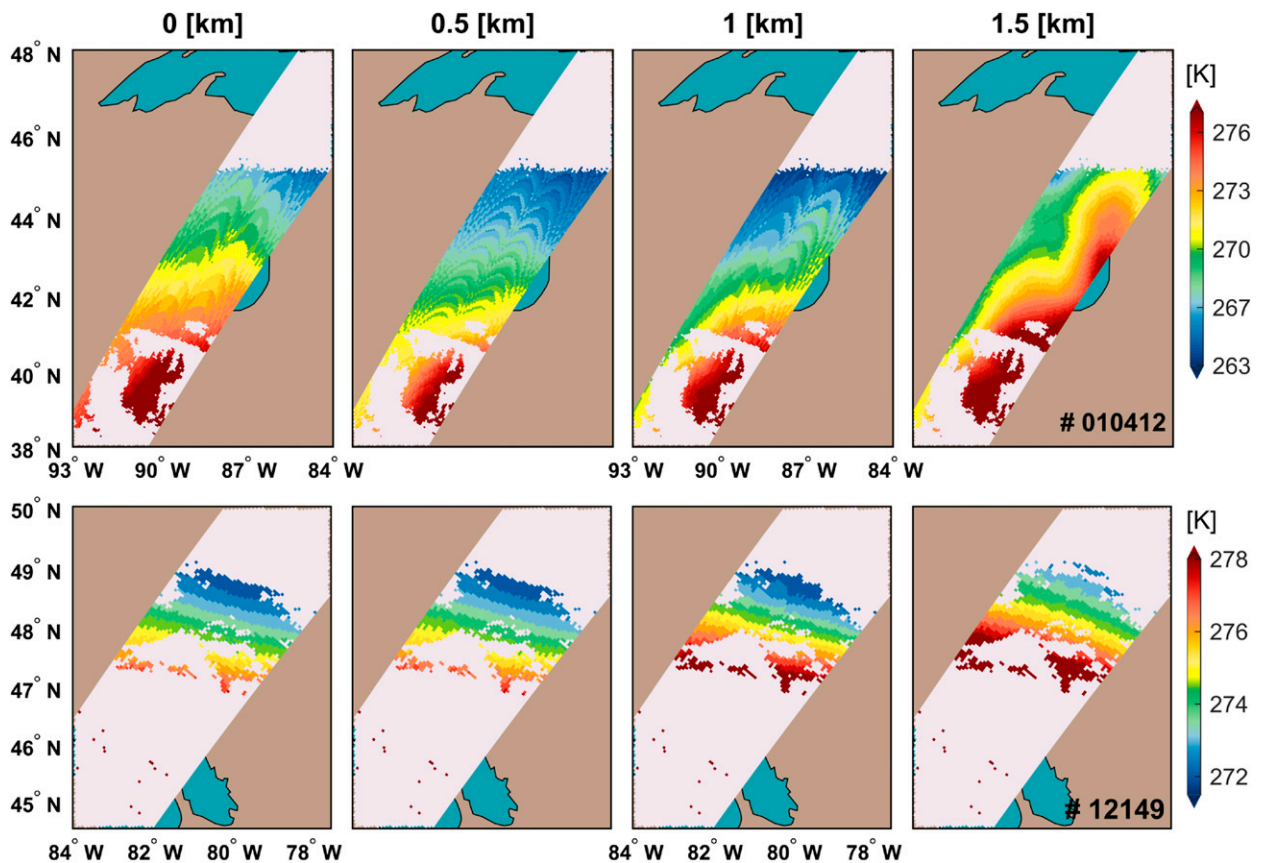 0 [km] 0.5 [km] 1 [km] 1.5 [km]
48° N
46° N
44° N
42° N
40° N
38° N
[K]
276
273
270
267
263
# 010412
93° W 90° W 87° W 84° W 93° W 90° W 87° W 84° W
50° N
49° N
48° N
47° N
46° N
45° N
[K]
278
276
274
272
# 12149
84° W 82° W 80° W 78° W 84° W 82° W 80° W 78° W